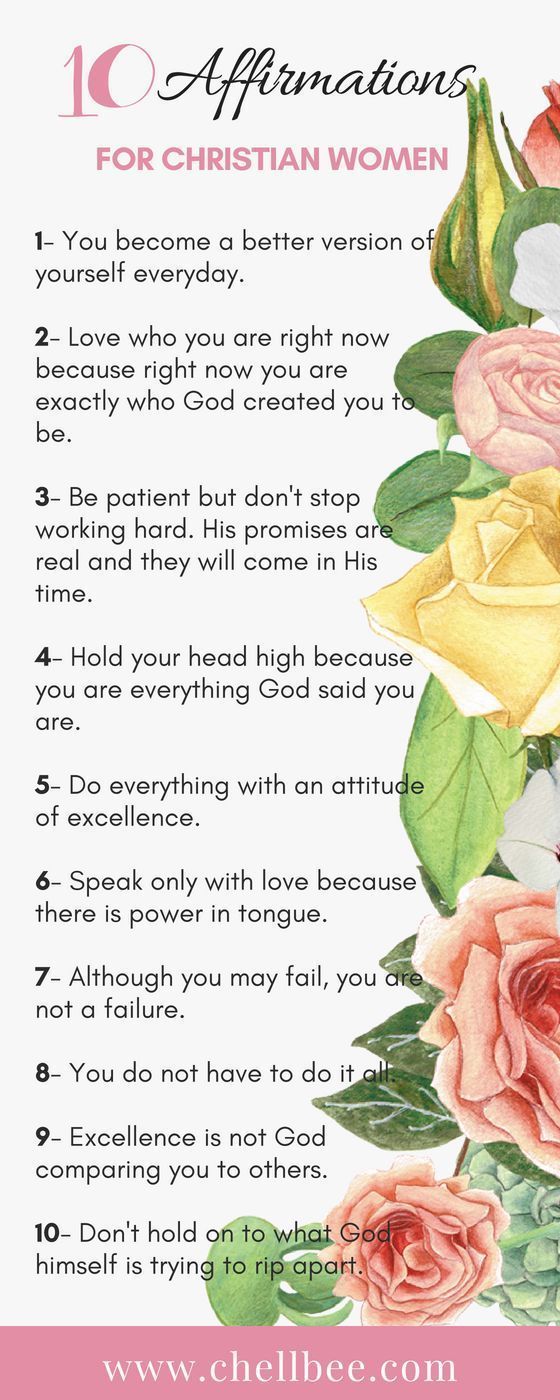 10 Affirmations
FOR CHRISTIAN WOMEN
1- You become a better version of
yourself everyday.
2- Love who you are right now
because right now you are
exactly who God created you to
be.
3- Be patient but don't stop
working hard. His promises are
real and they will come in His
time.
4- Hold your head high because
you are everything God said you
are.
5- Do everything with an attitude
of excellence.
6- Speak only with love because
there is power in tongue.
7- Although you may fail, you are
not a failure.
8- You do not have to do it all.
9- Excellence is not God
comparing you to others.
10- Don't hold on to what God
himself is trying to rip apart.
www.chellbee.com